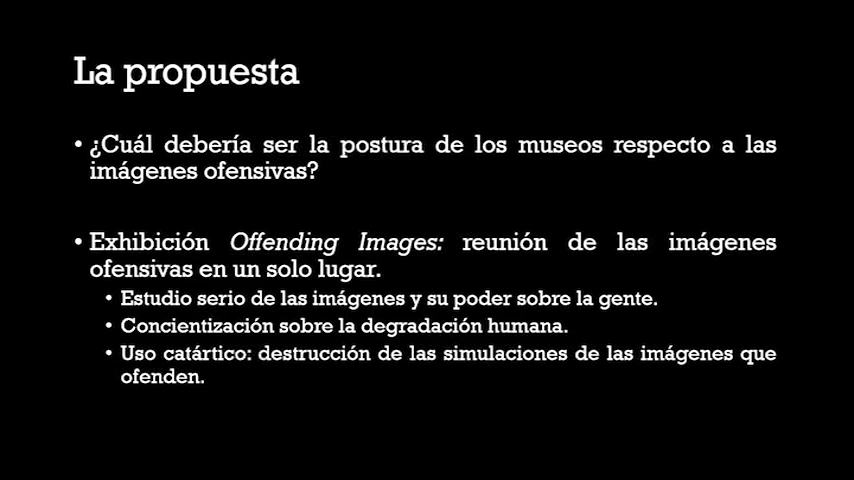 La propuesta
• ¿Cuál debería ser la postura de los museos respecto a las
imágenes ofensivas?
• Exhibición Offending Images: reunión de las imágenes
ofensivas en un solo lugar.
• Estudio serio de las imágenes y su poder sobre la gente.
• Concientización sobre la degradación humana.
• Uso catártico: destrucción de las simulaciones de las imágenes que
ofenden.